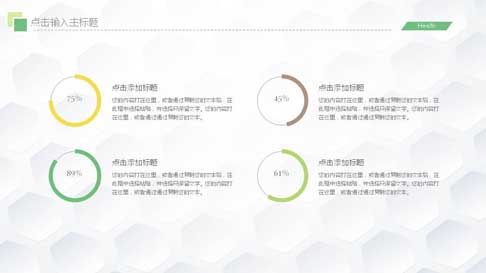 点击输入主标题
Health
75%
点击添加标题
您的内容打在这里，或者通过复制您的文本后，在
此框中选择粘贴，并选择只保留文字。您的内容打
在这里，或者通过通过复制您的文本。
45%
点击添加标题
您的内容打在这里，或者通过复制您的文本后，在
此框中选择粘贴，并选择只保留文字。您的内容打
在这里，或者通过通过复制您的文本。
89%
点击添加标题
您的内容打在这里，或者通过复制您的文本后，在
此框中选择粘贴，并选择只保留文字。您的内容打
在这里，或者通过通过复制您的文本。
61%
点击添加标题
您的内容打在这里，或者通过复制您的文本后，在
此框中选择粘贴，并选择只保留文字。您的内容打
在这里，或者通过通过复制您的文本。